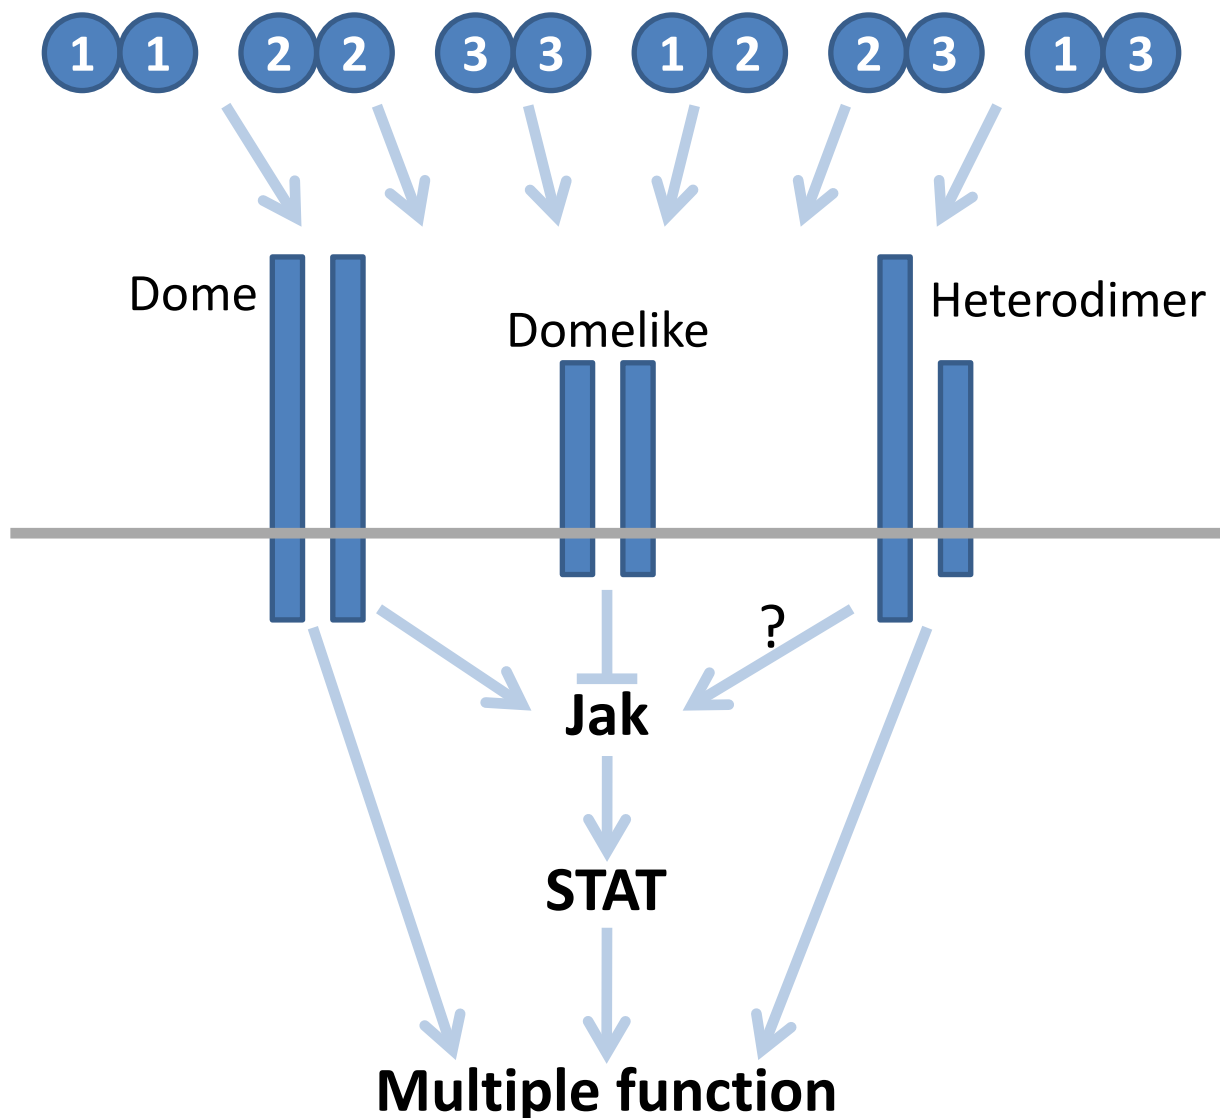 1 1 2 2 3 3 1 2 2 3 1 3
Dome
Heterodimer
Domelike
?
Jak
STAT
Multiple function